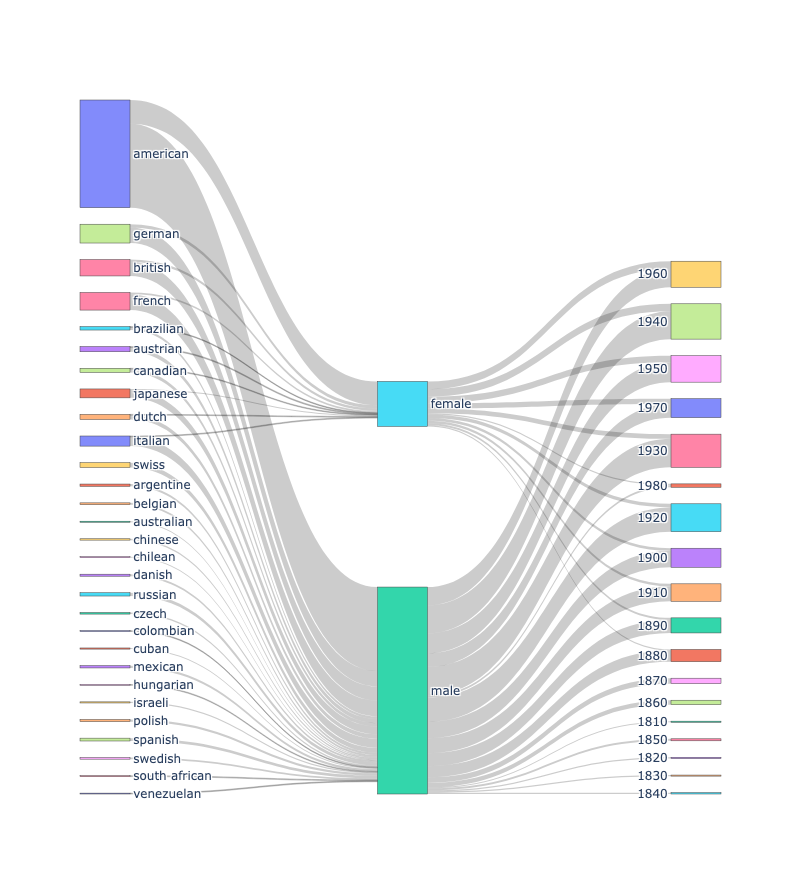 american
german
british
french
brazilian
austrian
canadian
japanese
dutch
italian
swiss
argentine
belgian
australian
chinese
chilean
danish
russian
czech
colombian
cuban
mexican
hungarian
israeli
polish
spanish
swedish
south african
venezuelan
female
male
1960
1940
1950
1970
1930
1980
1920
1900
1910
1890
1880
1870
1860
1810
1850
1820
1830
1840